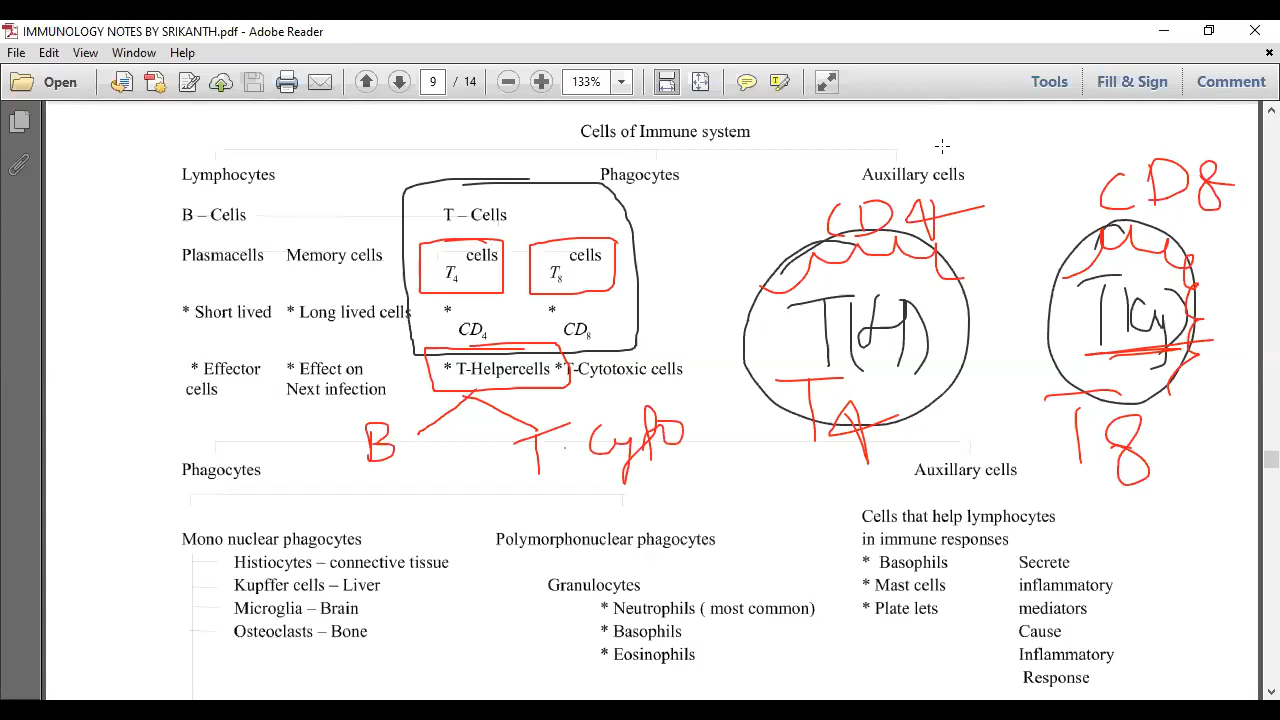 IMMUNOLOGY NOTES BY SRIKANTH.pdf - Adobe Reader
File Edit View Window Help
Open 9 / 14 133% Tools Fill & Sign Comment
Cells of Immune system
Lymphocytes Phagocytes Auxillary cells
CD8
B – Cells T – Cells
CD4
Plasmacells Memory cells T4 cells T8 cells
* Short lived * Long lived cells * CD4 * CD8
T(H) T(Cy)
* Effector cells * Effect on Next infection * T-Helpercells * T-Cytotoxic cells
T4 T8
B T Cyto
Phagocytes Auxillary cells
Cells that help lymphocytes
Mono nuclear phagocytes Polymorphonuclear phagocytes in immune responses
Histiocytes – connective tissue * Basophils Secrete
Kupffer cells – Liver Granulocytes * Mast cells inflammatory
Microglia – Brain * Neutrophils ( most common) * Plate lets mediators
Osteoclasts – Bone * Basophils Cause
* Eosinophils Inflammatory
Response